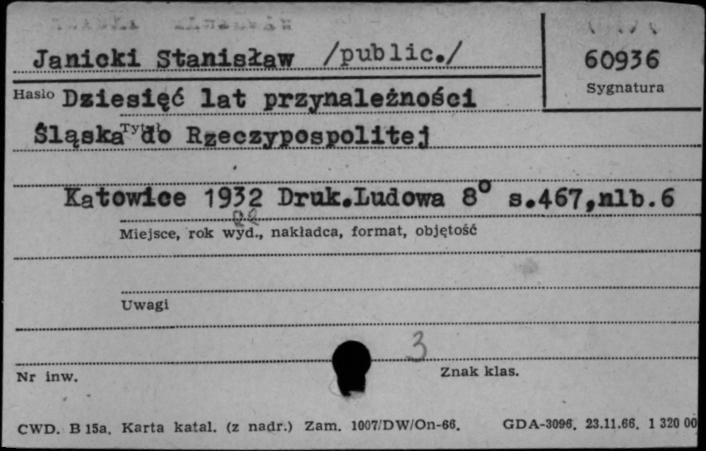 Janicki Stanisław /public./
60936
Sygnatura
Hasło Dziesięć lat przynależności
Tytuł
Śląska do Rzeczypospolitej
Katowice 1932 Druk.Ludowa 8° s.467,nlb.6
Miejsce, rok wyd., nakładca, format, objętość
Uwagi
3
Nr inw.
Znak klas.
CWD. B 15a. Karta katal. (z nadr.) Zam. 1007/DW/On-66. GDA-3096. 23.11.66. 1 320 00